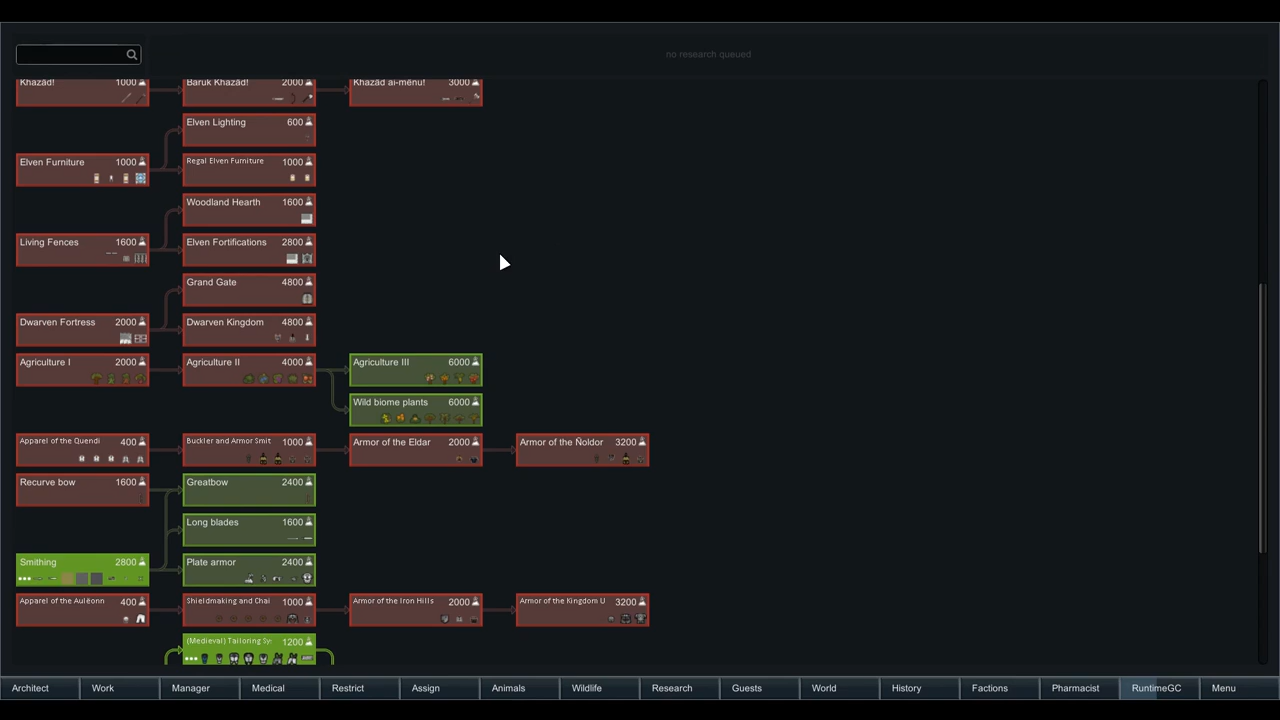 no research queued
Khazâd! 1000
Baruk Khazâd! 2000
Khazâd ai-mênu! 3000
Elven Lighting 600
Elven Furniture 1000
Regal Elven Furniture 1000
Woodland Hearth 1600
Living Fences 1600
Elven Fortifications 2800
Grand Gate 4800
Dwarven Fortress 2000
Dwarven Kingdom 4800
Agriculture I 2000
Agriculture II 4000
Agriculture III 6000
Wild biome plants 6000
Apparel of the Quendi 400
Buckler and Armor Smit 1000
Armor of the Eldar 2000
Armor of the Ñoldor 3200
Recurve bow 1600
Greatbow 2400
Long blades 1600
Smithing 2800
Plate armor 2400
Apparel of the Aulëonn 400
Shieldmaking and Chai 1000
Armor of the Iron Hills 2000
Armor of the Kingdom U 3200
(Medieval) Tailoring Sy: 1200
Architect Work Manager Medical Restrict Assign Animals Wildlife Research Guests World History Factions Pharmacist RuntimeGC Menu